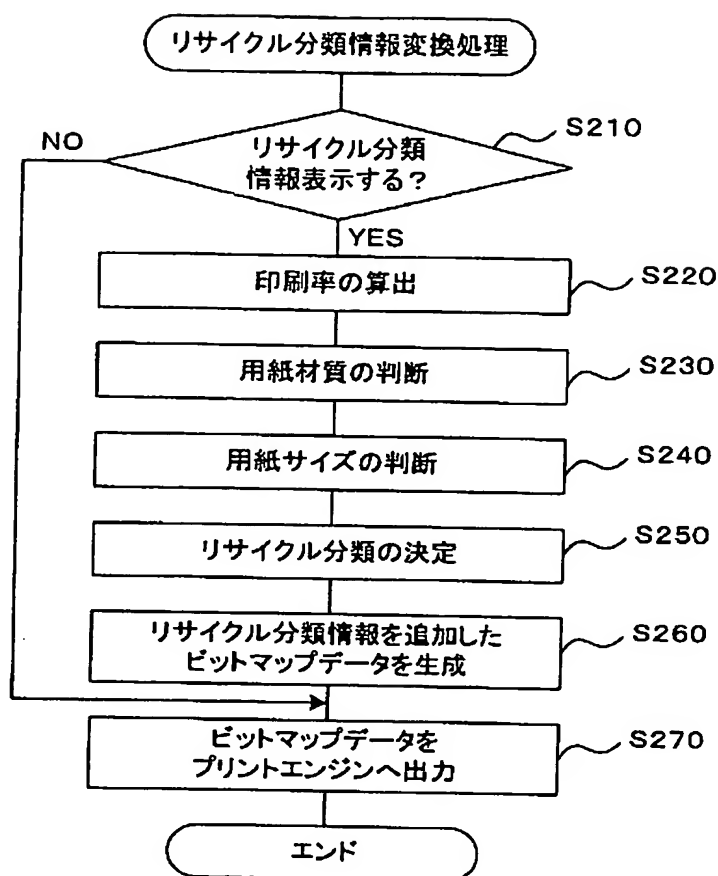 リサイクル分類情報変換処理
NO
リサイクル分類
情報表示する?
S210
YES
印刷率の算出
S220
用紙材質の判断
S230
用紙サイズの判断
S240
リサイクル分類の決定
S250
リサイクル分類情報を追加した
ビットマップデータを生成
S260
ビットマップデータを
プリントエンジンへ出力
S270
エンド